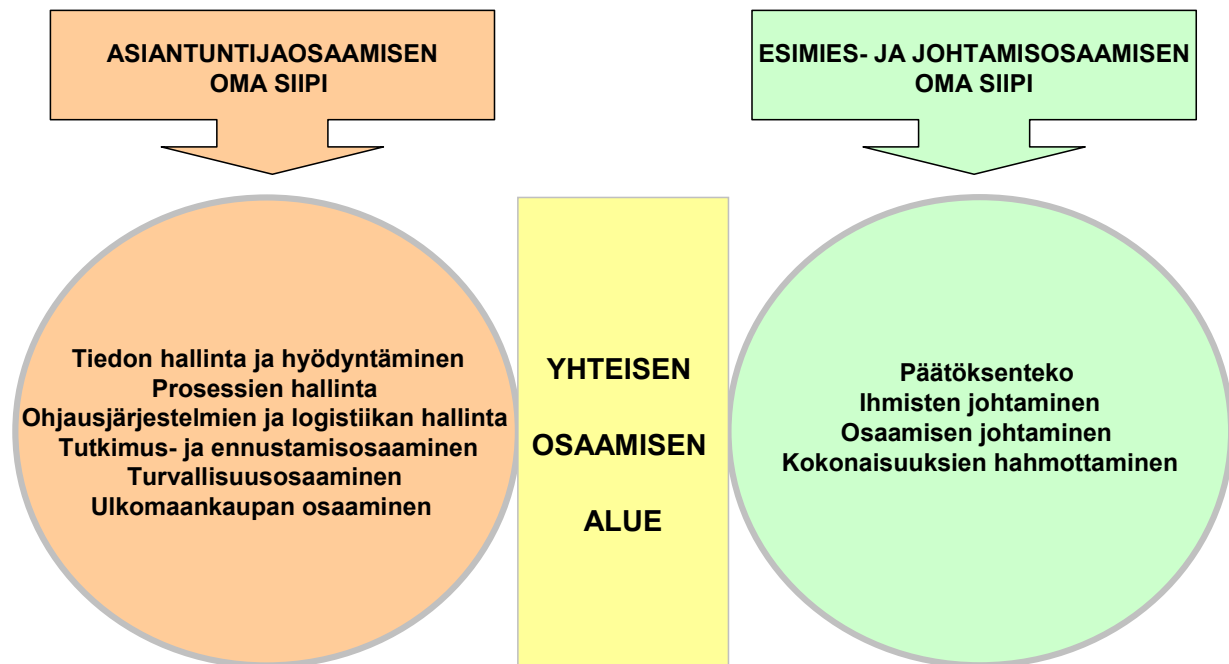 ASIANTUNTIJAOSAAMISEN
OMA SIIPI
ESIMIES- JA JOHTAMISOSAAMISEN
OMA SIIPI
Tiedon hallinta ja hyödyntäminen
Prosessien hallinta
Ohjausjärjestelmien ja logistiikan hallinta
Tutkimus- ja ennustamisosaaminen
Turvallisuusosaaminen
Ulkomaankaupan osaaminen
YHTEISEN
OSAAMISEN
ALUE
Päätöksenteko
Ihmisten johtaminen
Osaamisen johtaminen
Kokonaisuuksien hahmottaminen